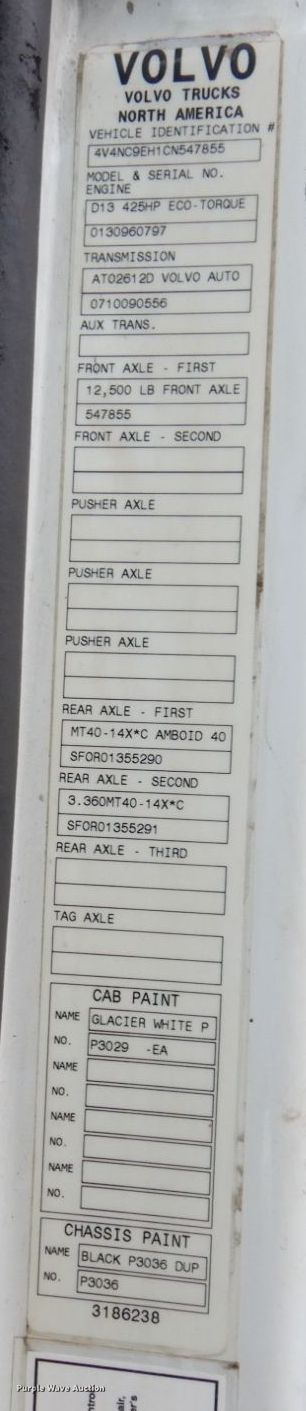 VOLVO
VOLVO TRUCKS
NORTH AMERICA
VEHICLE IDENTIFICATION #
4V4NC9EH1CN547855
MODEL & SERIAL NO.
ENGINE
D13 425HP ECO-TORQUE
0130960797
TRANSMISSION
ATO2612D VOLVO AUTO
0710090556
AUX TRANS.
FRONT AXLE - FIRST
12,500 LB FRONT AXLE
547855
FRONT AXLE - SECOND
PUSHER AXLE
PUSHER AXLE
PUSHER AXLE
REAR AXLE - FIRST
MT40-14X*C AMBOID 40
SFOR01355290
REAR AXLE - SECOND
3.360MT40-14X*C
SFOR01355291
REAR AXLE - THIRD
TAG AXLE
CAB PAINT
NAME GLACIER WHITE P
NO. P3029 -EA
NAME
NO.
NAME
NO.
NAME
NO.
CHASSIS PAINT
NAME BLACK P3036 DUP
NO. P3036
3186238
Purple Wave Auction